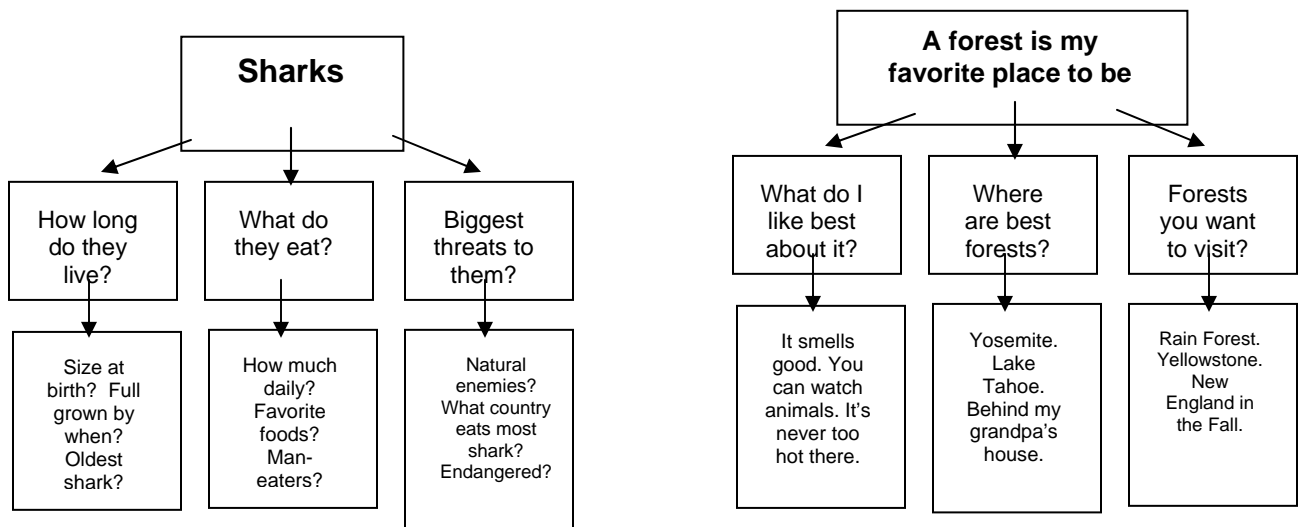 Sharks
How long
do they
live?
What do
they eat?
Biggest
threats to
them?
Size at
birth?  Full
grown by
when?
Oldest
shark?
How much
daily?
Favorite
foods?
Man-
eaters?
Natural
enemies?
What country
eats most
shark?
Endangered?
A forest is my
favorite place to be
What do I
like best
about it?
Where
are best
forests?
Forests
you want
to visit?
It smells
good. You
can watch
animals. It’s
never too
hot there.
Yosemite.
Lake
Tahoe.
Behind my
grandpa’s
house.
Rain Forest.
Yellowstone.
New
England in
the Fall.